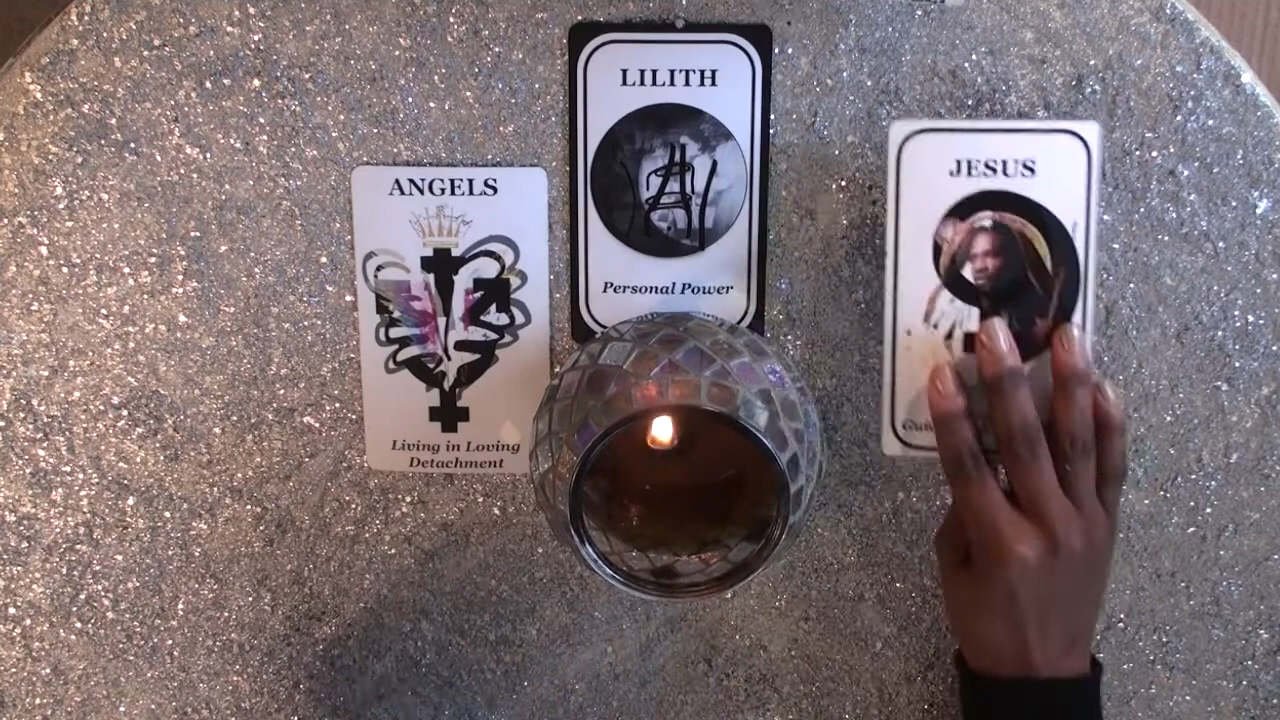 ANGELS
Living in Loving
Detachment
LILITH
Personal Power
JESUS